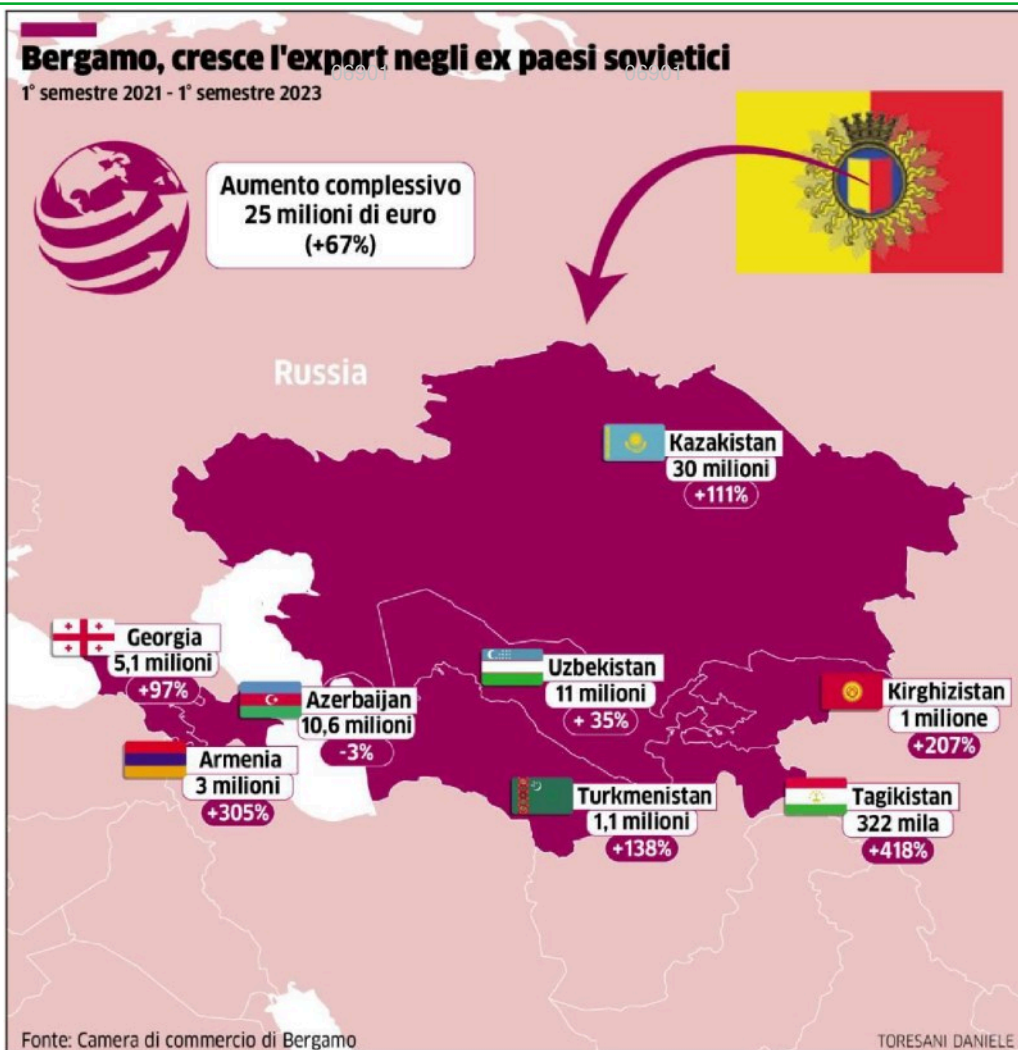 Bergamo, cresce l'export negli ex paesi sovietici
06901 06901
1° semestre 2021 - 1° semestre 2023
Aumento complessivo
25 milioni di euro
(+67%)
Russia
Kazakistan
30 milioni
+111%
Georgia
5,1 milioni
+97%
Azerbaijan
10,6 milioni
-3%
Armenia
3 milioni
+305%
Uzbekistan
11 milioni
+ 35%
Turkmenistan
1,1 milioni
+138%
Kirghizistan
1 milione
+207%
Tagikistan
322 mila
+418%
Fonte: Camera di commercio di Bergamo
TORESANI DANIELE